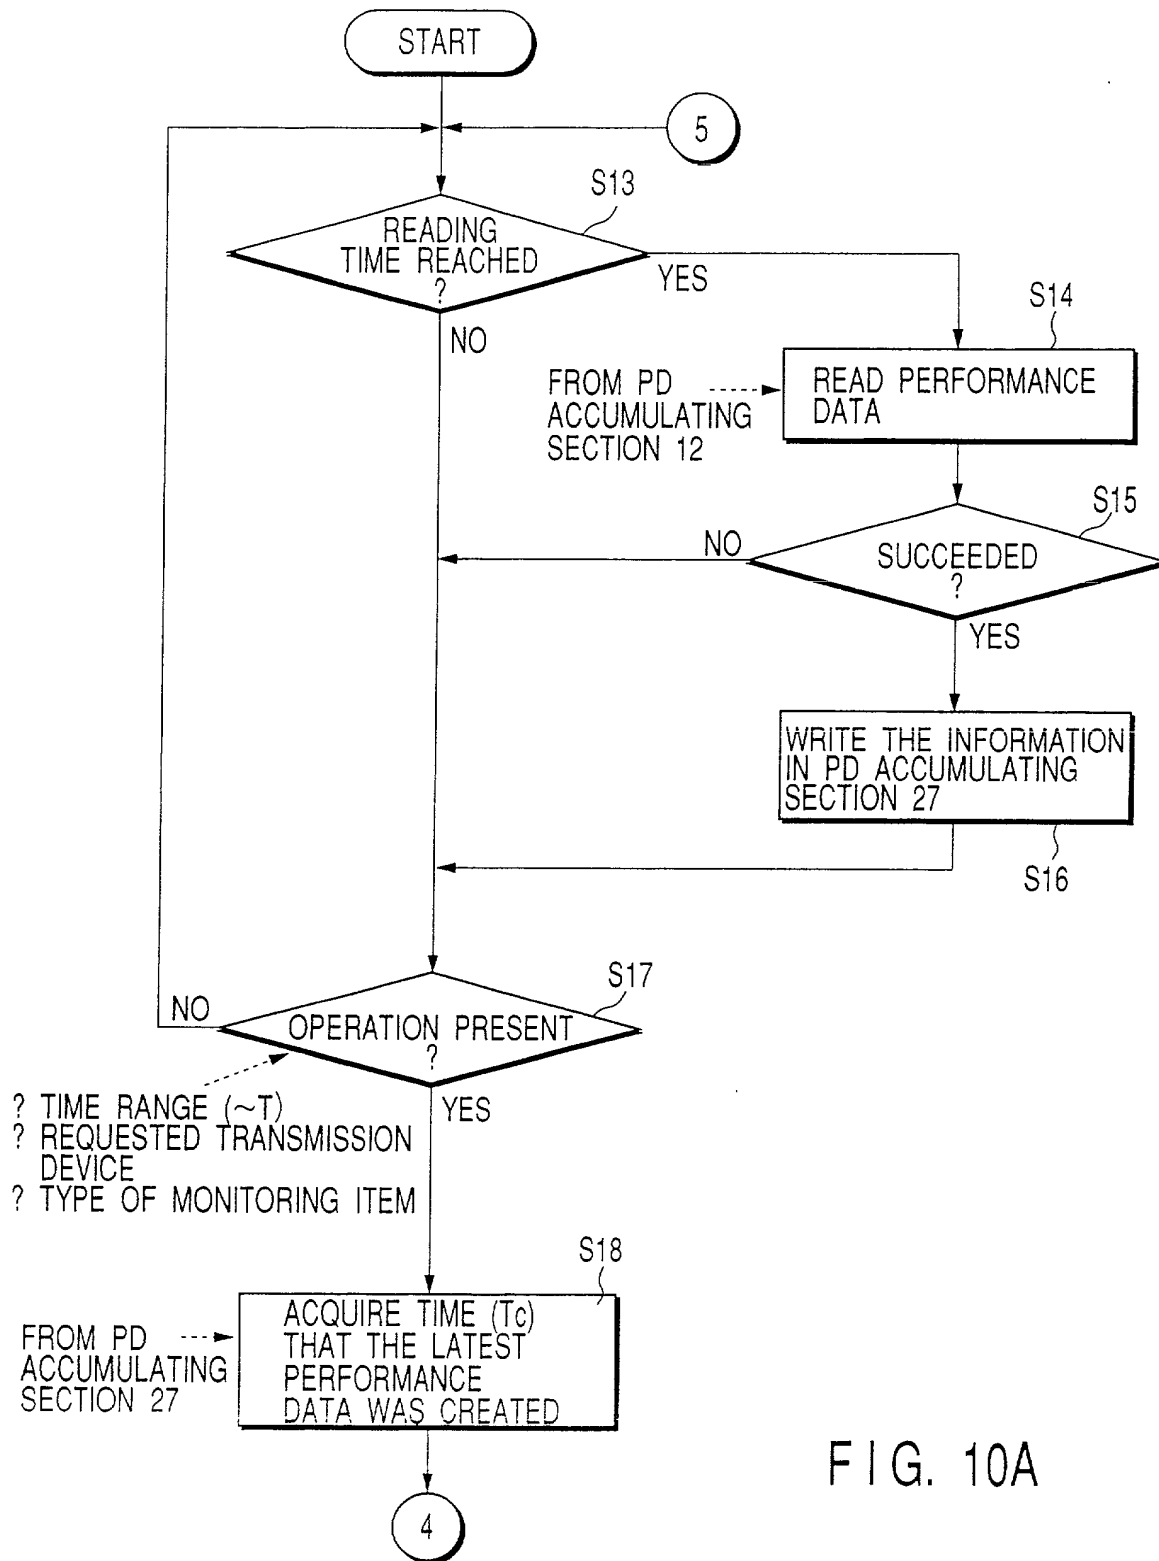 START
5
S13
READING
TIME REACHED
?
YES
NO
S14
FROM PD
ACCUMULATING
SECTION 12
READ PERFORMANCE
DATA
S15
NO
SUCCEEDED
?
YES
WRITE THE INFORMATION
IN PD ACCUMULATING
SECTION 27
S16
S17
NO
OPERATION PRESENT
?
YES
? TIME RANGE (~T)
? REQUESTED TRANSMISSION
DEVICE
? TYPE OF MONITORING ITEM
S18
FROM PD
ACCUMULATING
SECTION 27
ACQUIRE TIME (Tc)
THAT THE LATEST
PERFORMANCE
DATA WAS CREATED
4
FIG. 10A